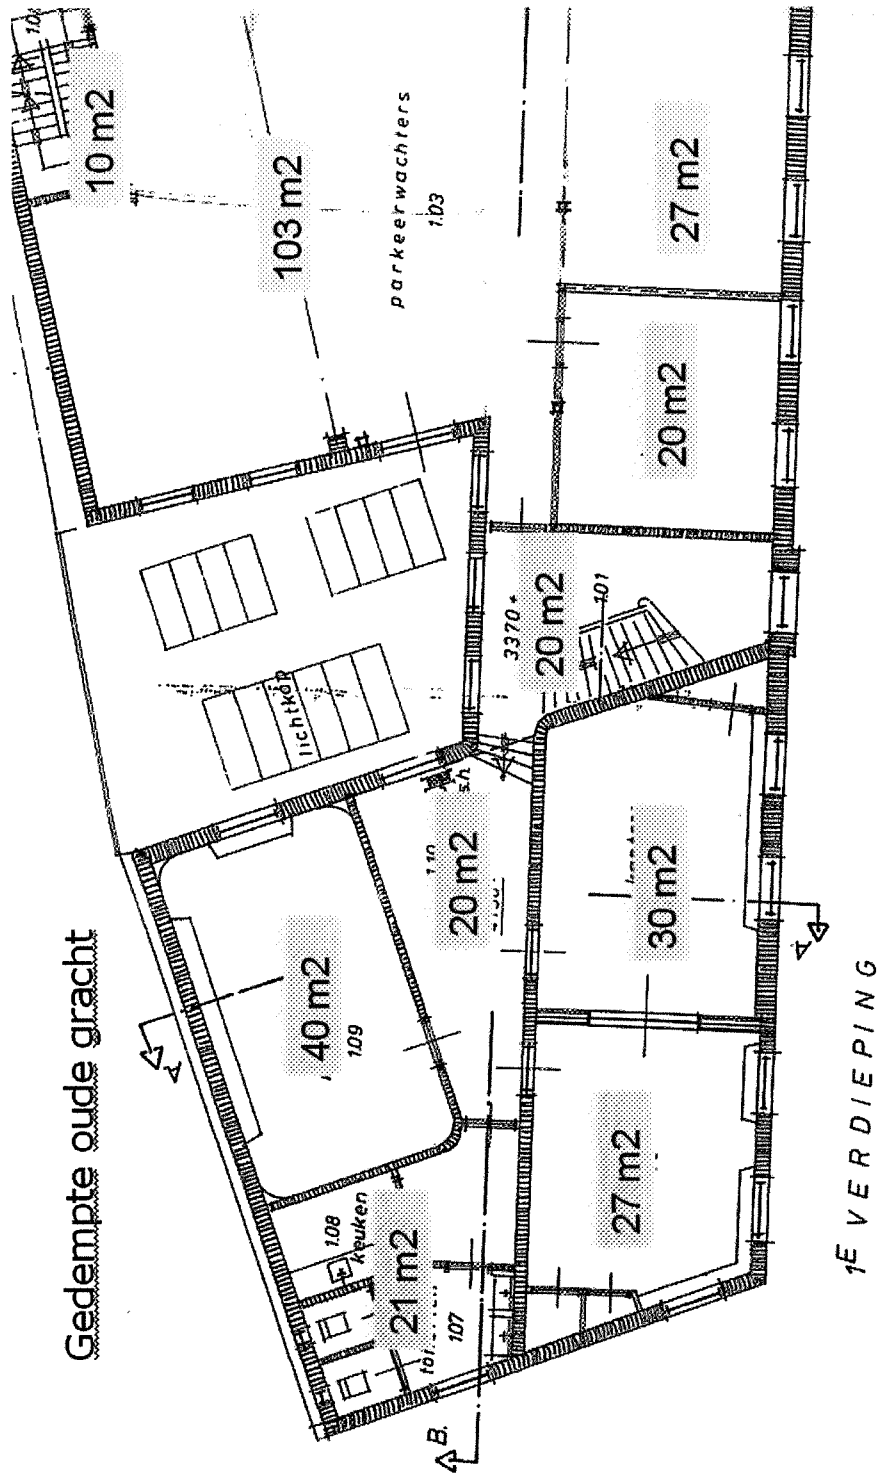 Gedempte oude gracht
10 m2
103 m2
parkeerwachters
1.03
27 m2
20 m2
lichtkap
3370+
20 m2
1.01
s.h.
1.10
20 m2
30 m2
A
40 m2
1.09
A
27 m2
1.08
keuken
21 m2
1.07
B.
1E VERDIEPING